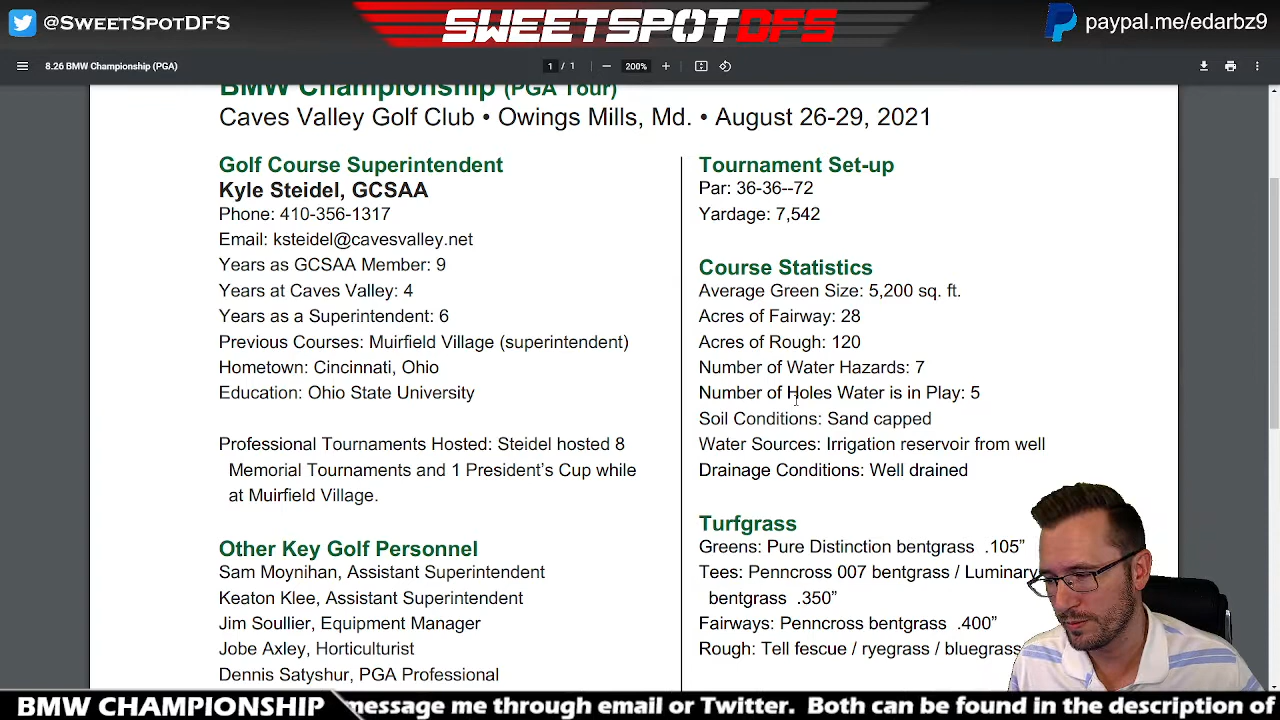 @SWEETSPOTDFS
SWEETSPOTDFS
paypal.me/edarbz9
8.26 BMW Championship (PGA)
1 / 1
200%
BMW Championship (PGA Tour)
Caves Valley Golf Club • Owings Mills, Md. • August 26-29, 2021
Golf Course Superintendent
Kyle Steidel, GCSAA
Phone: 410-356-1317
Email: ksteidel@cavesvalley.net
Years as GCSAA Member: 9
Years at Caves Valley: 4
Years as a Superintendent: 6
Previous Courses: Muirfield Village (superintendent)
Hometown: Cincinnati, Ohio
Education: Ohio State University
Professional Tournaments Hosted: Steidel hosted 8
Memorial Tournaments and 1 President's Cup while
at Muirfield Village.
Other Key Golf Personnel
Sam Moynihan, Assistant Superintendent
Keaton Klee, Assistant Superintendent
Jim Soullier, Equipment Manager
Jobe Axley, Horticulturist
Dennis Satyshur, PGA Professional
Tournament Set-up
Par: 36-36--72
Yardage: 7,542
Course Statistics
Average Green Size: 5,200 sq. ft.
Acres of Fairway: 28
Acres of Rough: 120
Number of Water Hazards: 7
Number of Holes Water is in Play: 5
Soil Conditions: Sand capped
Water Sources: Irrigation reservoir from well
Drainage Conditions: Well drained
Turfgrass
Greens: Pure Distinction bentgrass .105”
Tees: Penncross 007 bentgrass / Luminary
bentgrass .350”
Fairways: Penncross bentgrass .400”
Rough: Tell fescue / ryegrass / bluegrass
BMW CHAMPIONSHIP
message me through email or Twitter. Both can be found in the description of